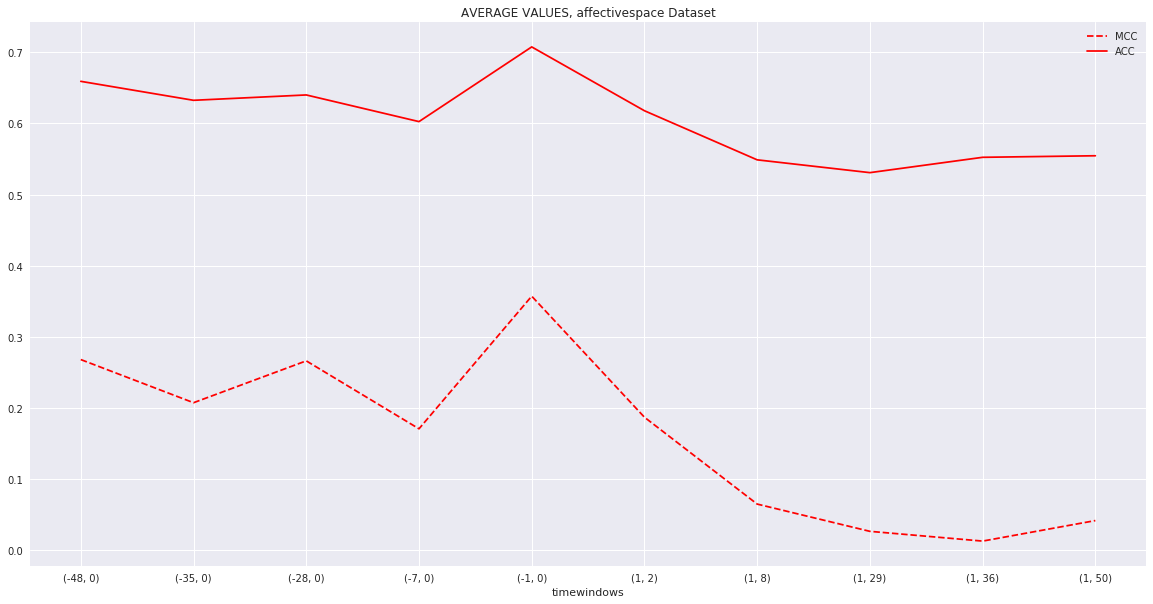 AVERAGE VALUES, affectivespace Dataset
MCC
ACC
0.7
0.6
0.5
0.4
0.3
0.2
0.1
0.0
(-48, 0) (-35, 0) (-28, 0) (-7, 0) (-1, 0) (1, 2) (1, 8) (1, 29) (1, 36) (1, 50)
timewindows